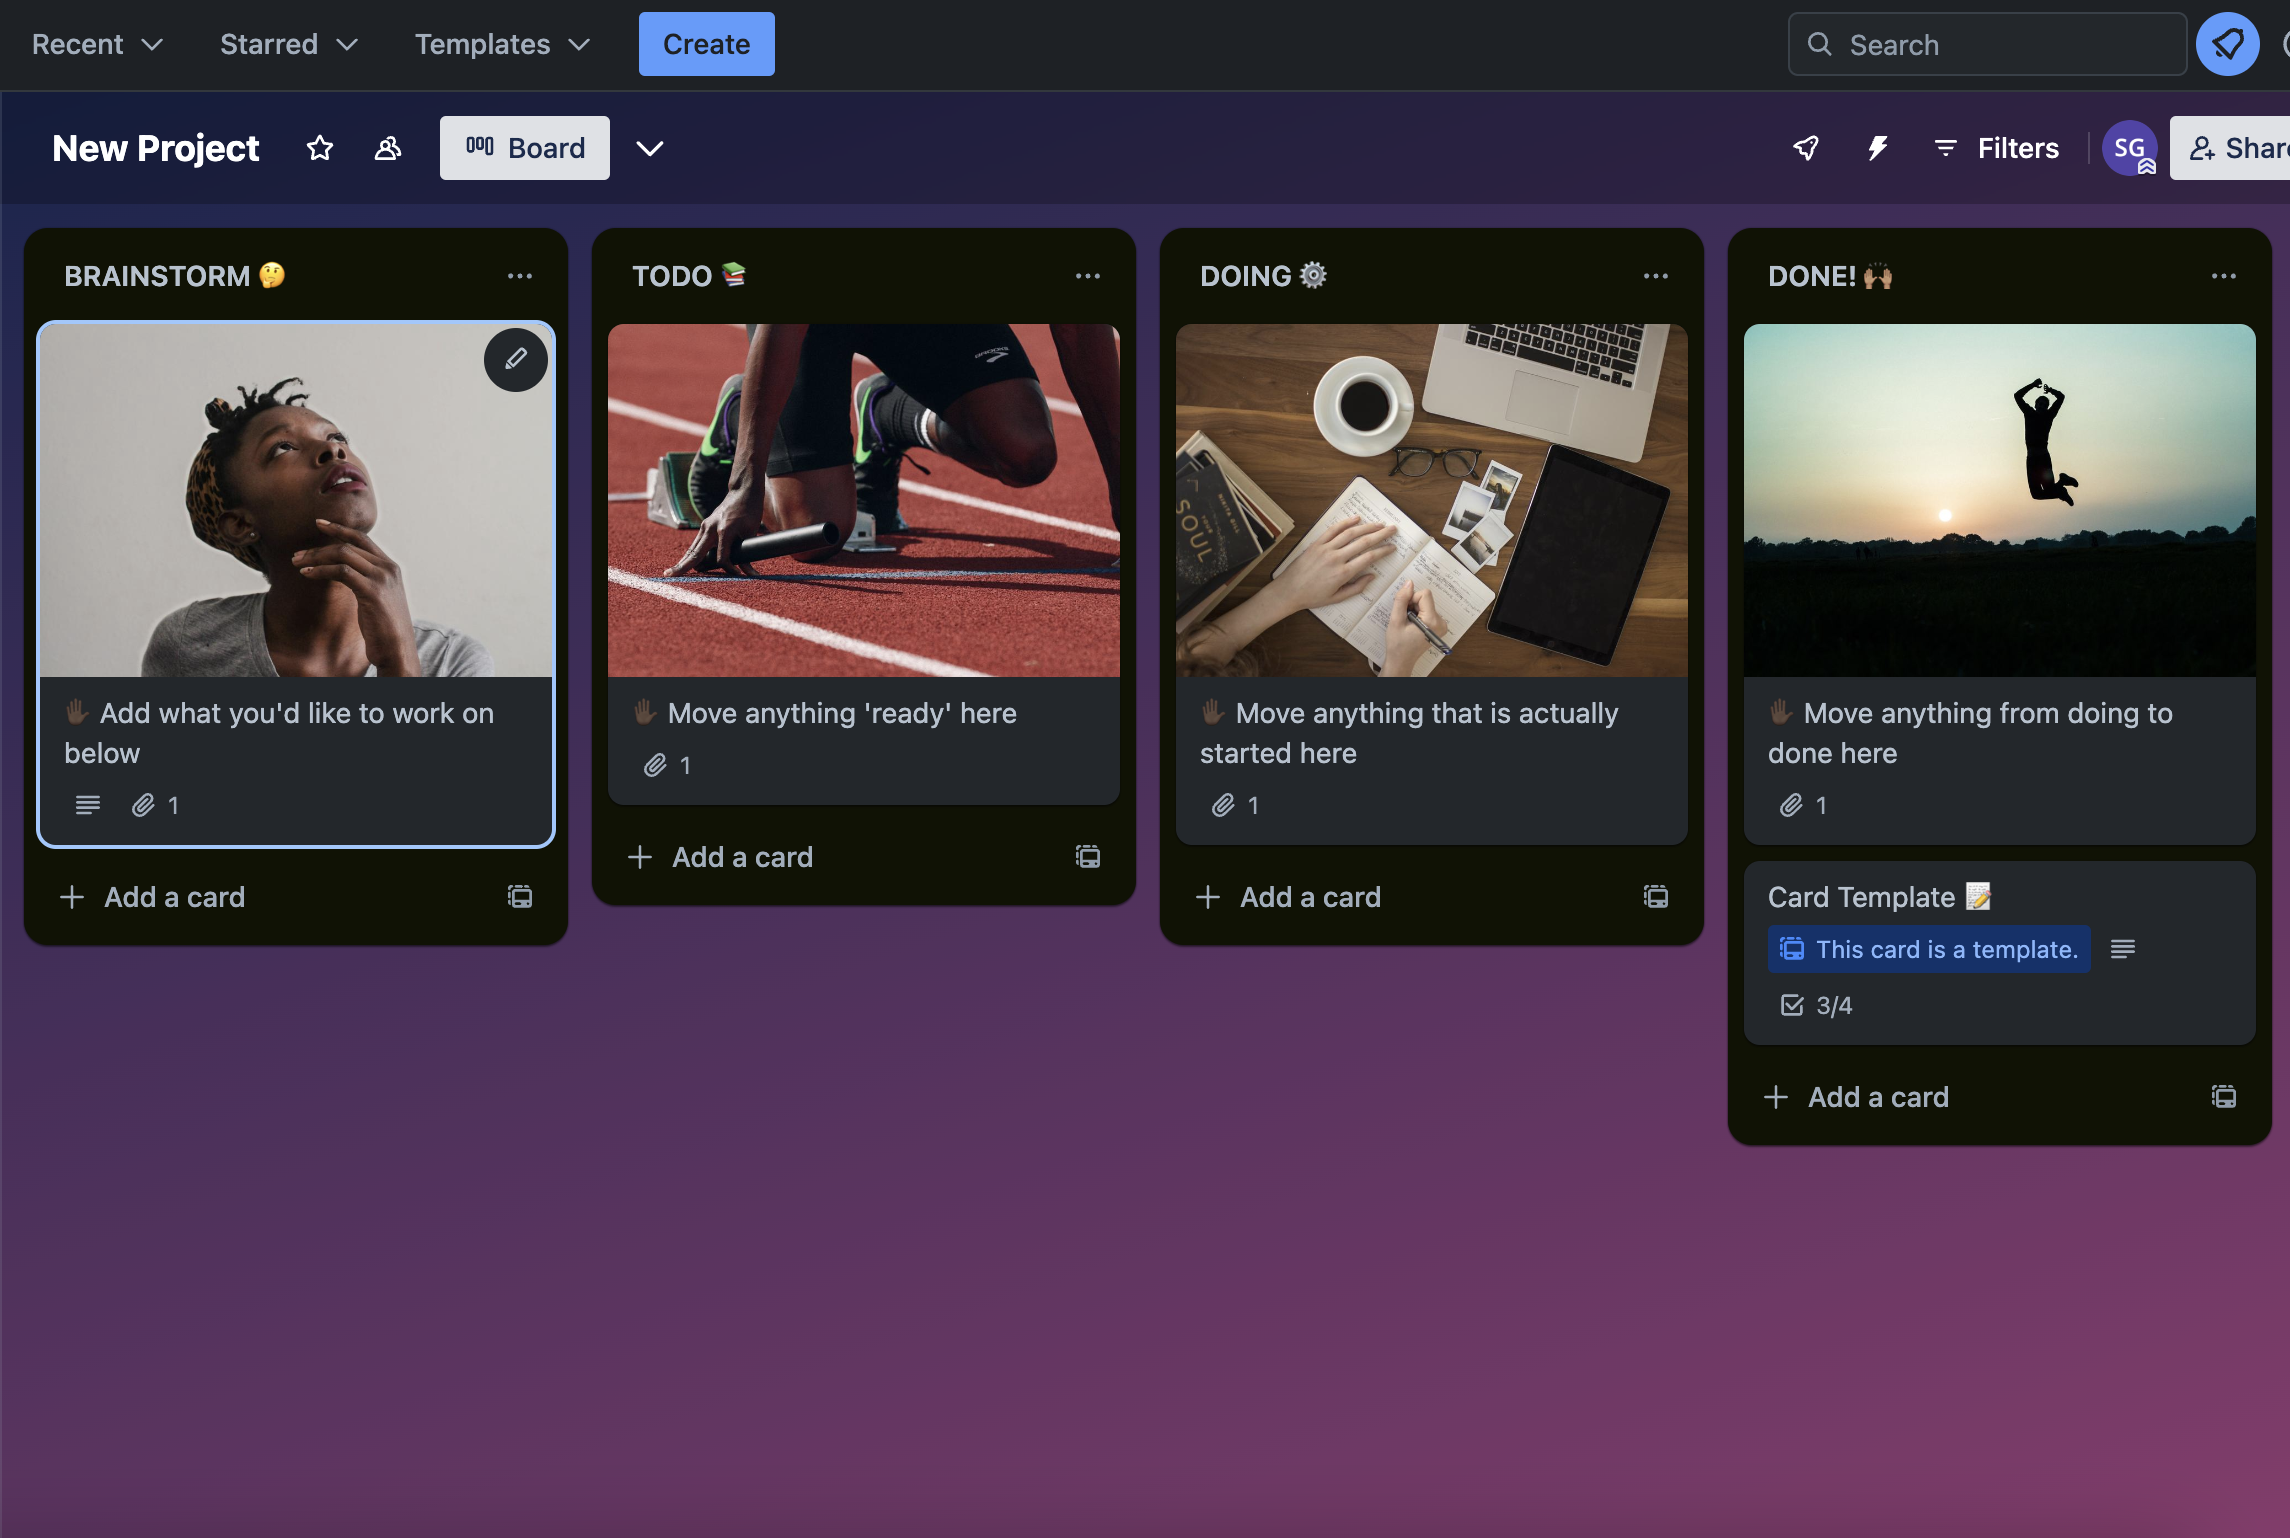 Recent
Starred
Templates
Create
Search
New Project
Board
Filters
SG
Share
BRAINSTORM 🤔
TODO 📚
DOING ⚙️
DONE! 🙌🏽
BROOKS
SOUL
✋🏿 Add what you'd like to work on
below
1
✋🏿 Move anything 'ready' here
1
✋🏿 Move anything that is actually
started here
1
✋🏿 Move anything from doing to
done here
1
Card Template 📝
This card is a template.
3/4
+ Add a card
+ Add a card
+ Add a card
+ Add a card